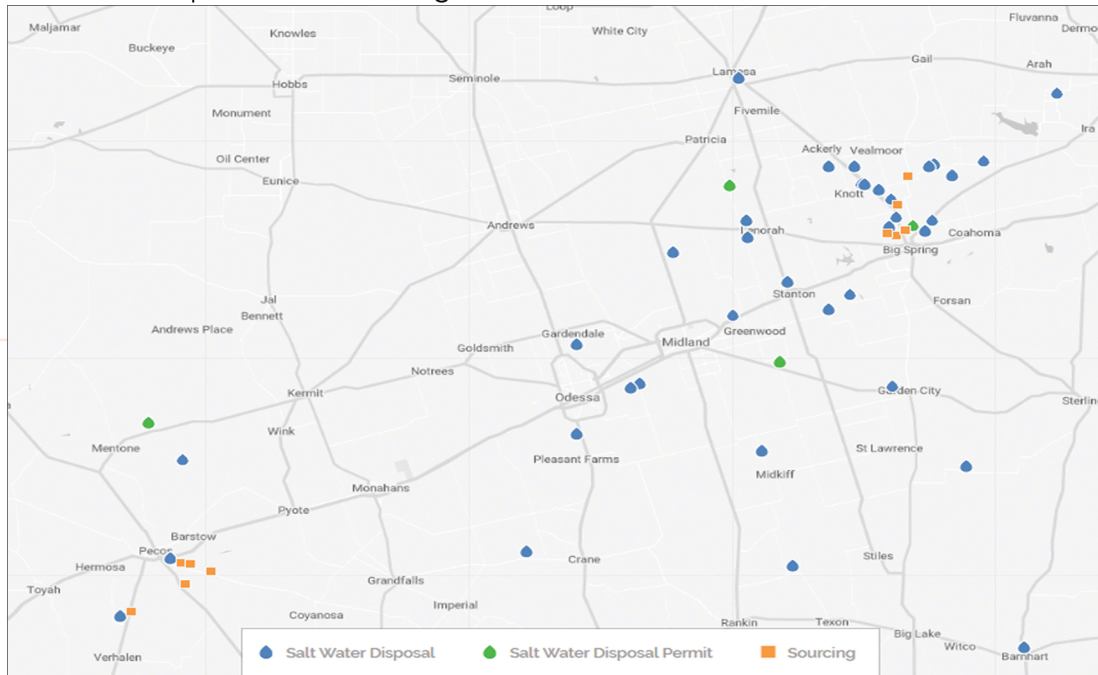 Loop
Fluvanna
Maljamar
Knowles
White City
Dermo
Buckeye
Gail
Arah
Seminole
Lamesa
Hobbs
Monument
Fivemile
Ira
Patricia
Ackerly
Vealmoor
Oil Center
Eunice
Knott
Andrews
Lenorah
Coahoma
Big Spring
Stanton
Jal
Forsan
Bennett
Andrews Place
Gardendale
Greenwood
Goldsmith
Midland
Notrees
Garden City
Kermit
Odessa
Sterlin
Wink
Mentone
St Lawrence
Pleasant Farms
Midkiff
Monahans
Pyote
Barstow
Pecos
Stiles
Crane
Hermosa
Grandfalls
Toyah
Imperial
Coyanosa
Rankin
Texon
Big Lake
Witco
Verhalen
Barnhart
Salt Water Disposal
Salt Water Disposal Permit
Sourcing